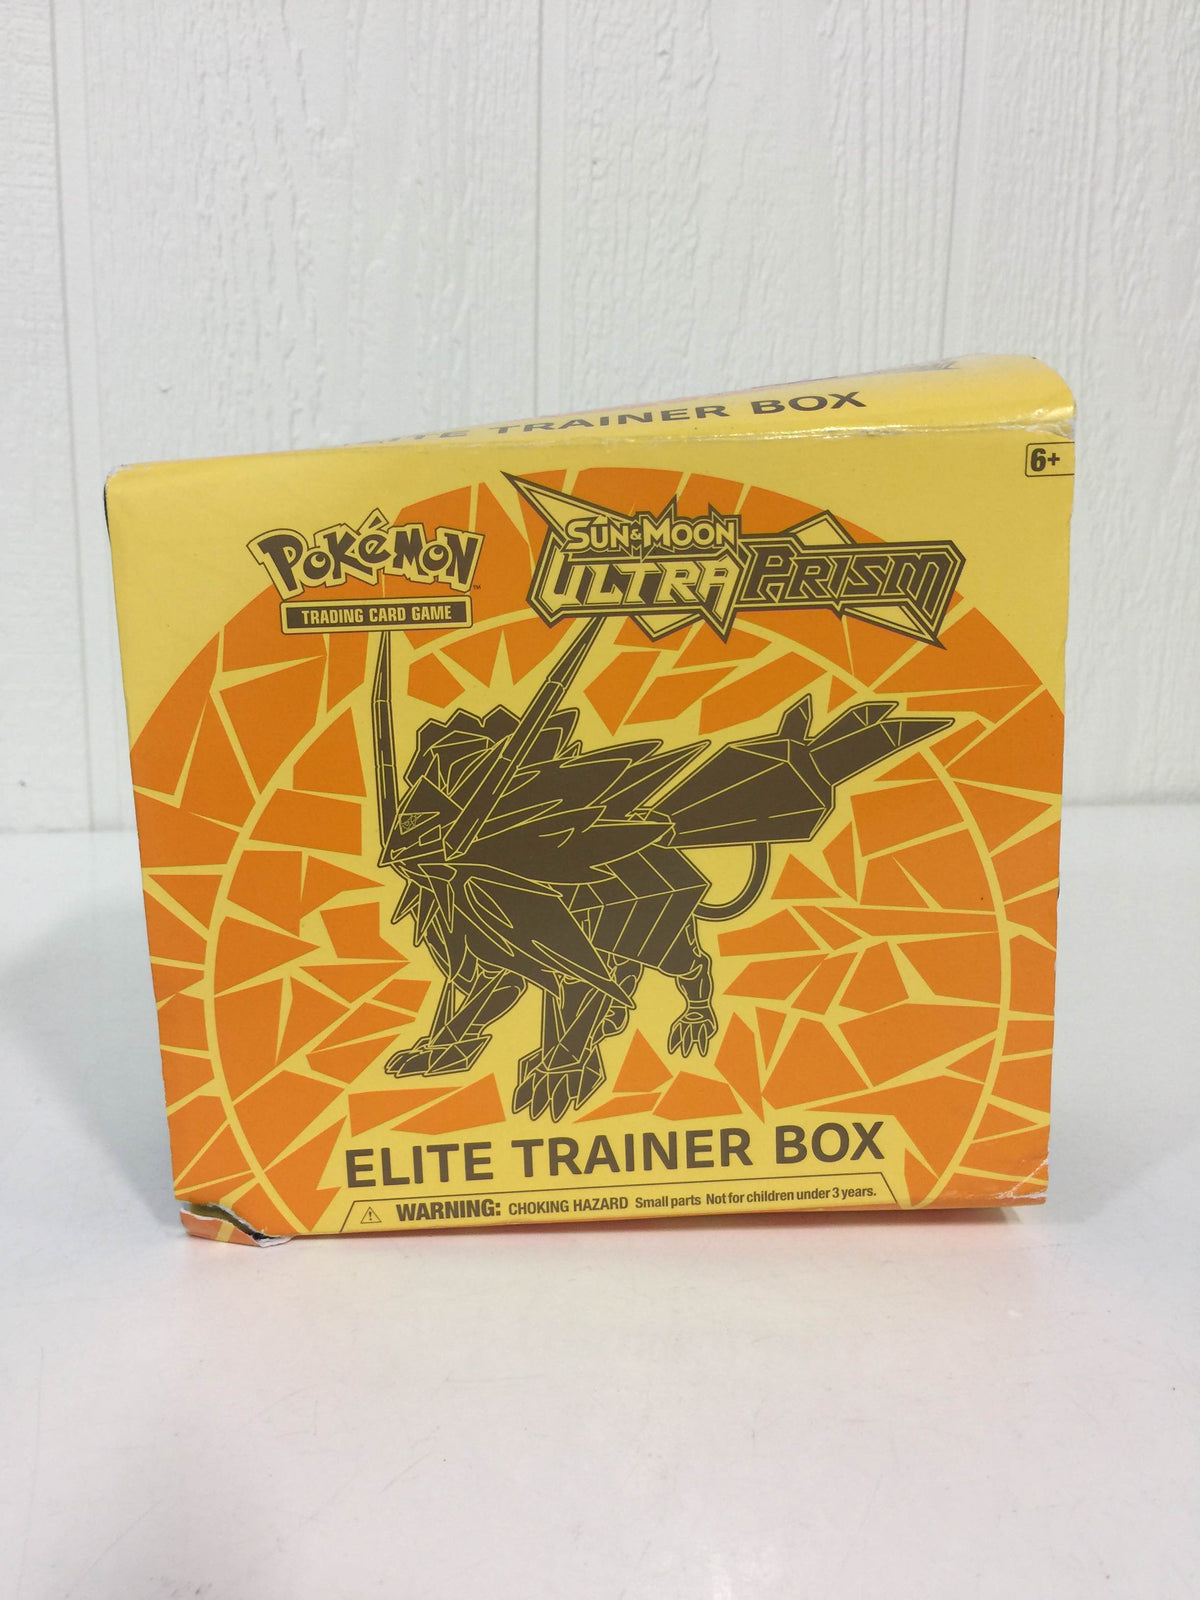 ELITE TRAINER BOX
6+
POKéMON™
TRADING CARD GAME
SUN & MOON
ULTRA PRISM
ELITE TRAINER BOX
⚠ WARNING: CHOKING HAZARD Small parts Not for children under 3 years.